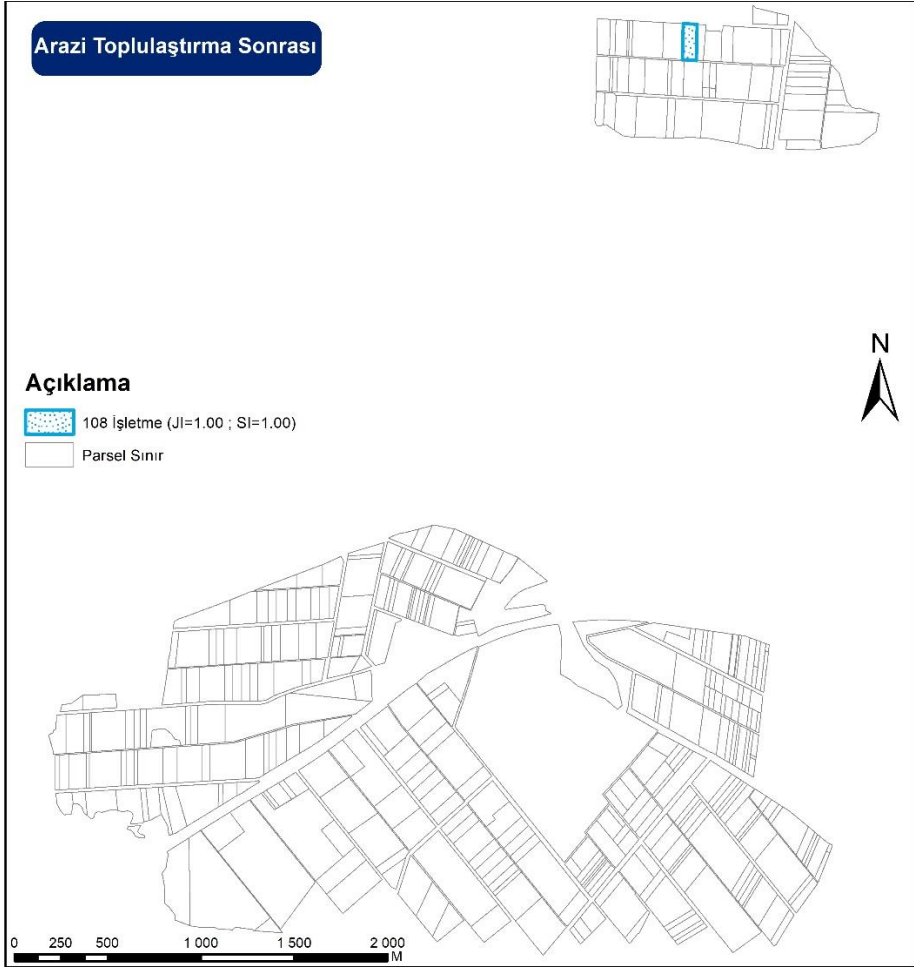 Arazi Toplulaştırma Sonrası
N
Açıklama
108 İşletme (JI=1.00 ; SI=1.00)
Parsel Sınır
0 250 500 1 000 1 500 2 000
M